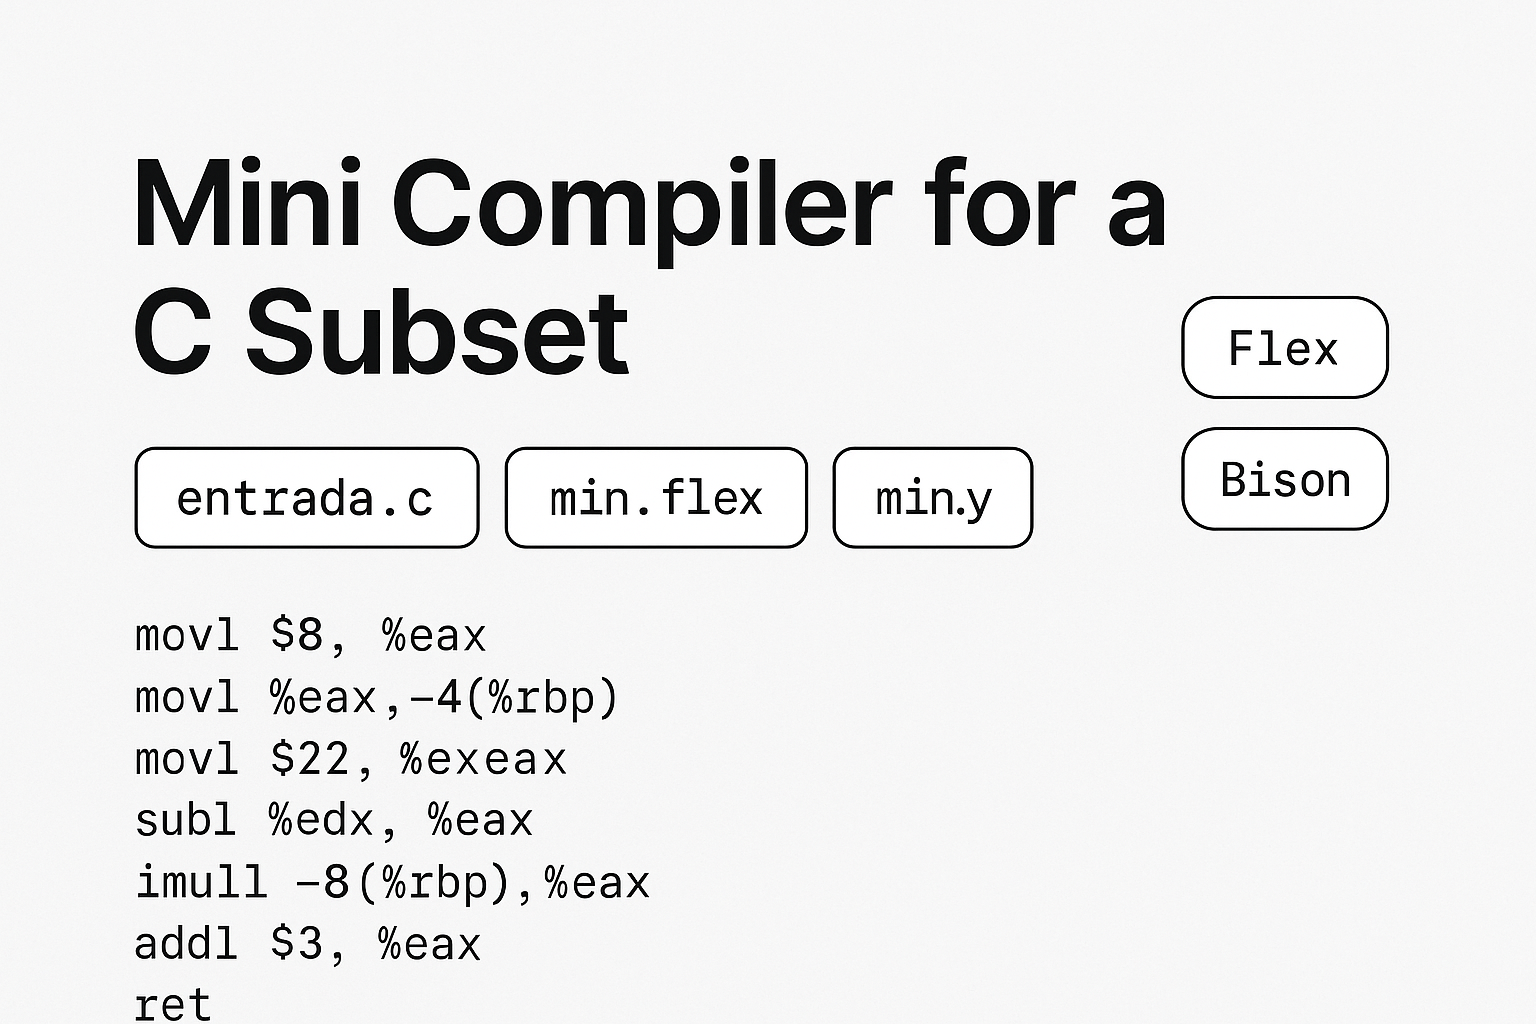 Mini Compiler for a
C Subset
Flex
Bison
entrada.c
min.flex
min.y
movl $8, %eax
movl %eax,−4(%rbp)
movl $22, %exeax
subl %edx, %eax
imull −8(%rbp),%eax
addl $3, %eax
ret